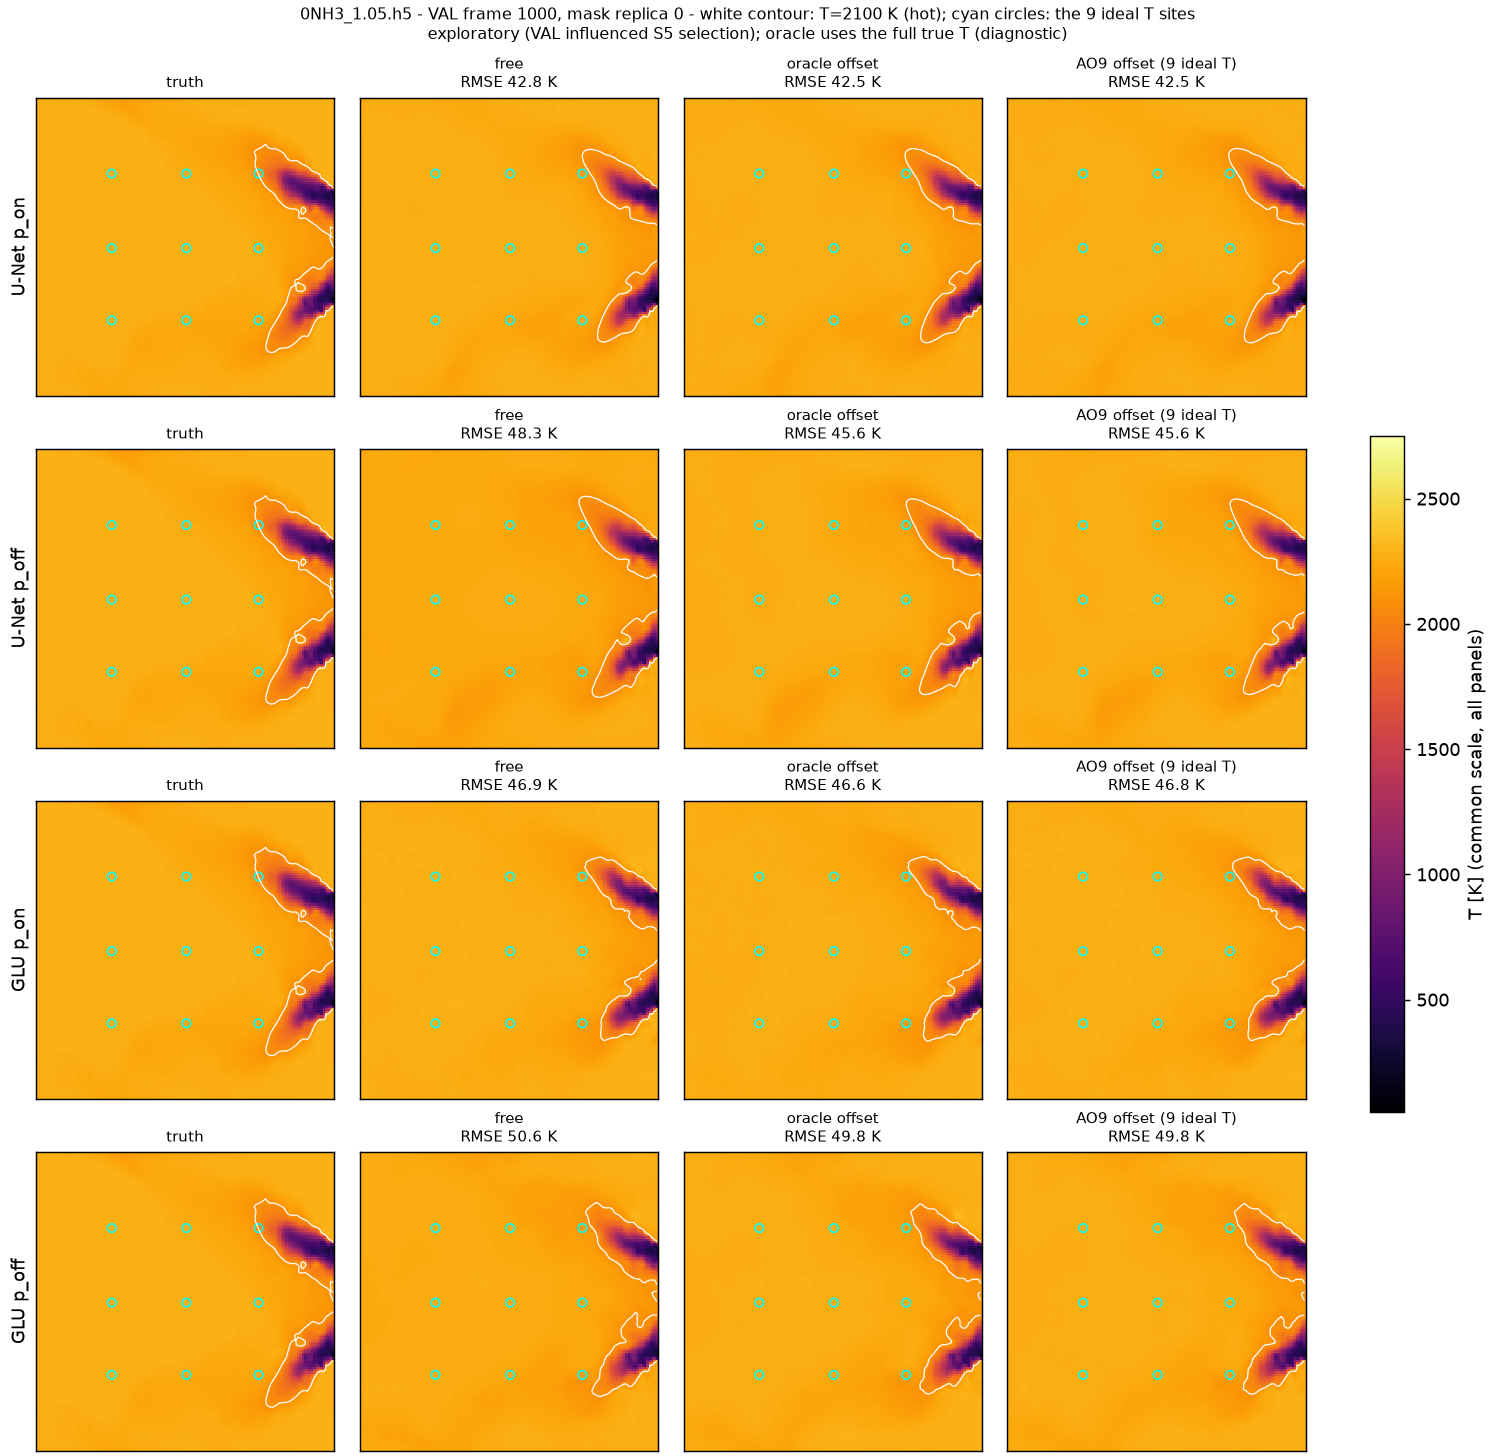 0NH3_1.05.h5 - VAL frame 1000, mask replica 0 - white contour: T=2100 K (hot); cyan circles: the 9 ideal T sites
exploratory (VAL influenced S5 selection); oracle uses the full true T (diagnostic)
truth
free
RMSE 42.8 K
oracle offset
RMSE 42.5 K
AO9 offset (9 ideal T)
RMSE 42.5 K
U-Net p_on
truth
free
RMSE 48.3 K
oracle offset
RMSE 45.6 K
AO9 offset (9 ideal T)
RMSE 45.6 K
U-Net p_off
truth
free
RMSE 46.9 K
oracle offset
RMSE 46.6 K
AO9 offset (9 ideal T)
RMSE 46.8 K
GLU p_on
truth
free
RMSE 50.6 K
oracle offset
RMSE 49.8 K
AO9 offset (9 ideal T)
RMSE 49.8 K
GLU p_off
2500
2000
1500
1000
500
T [K] (common scale, all panels)